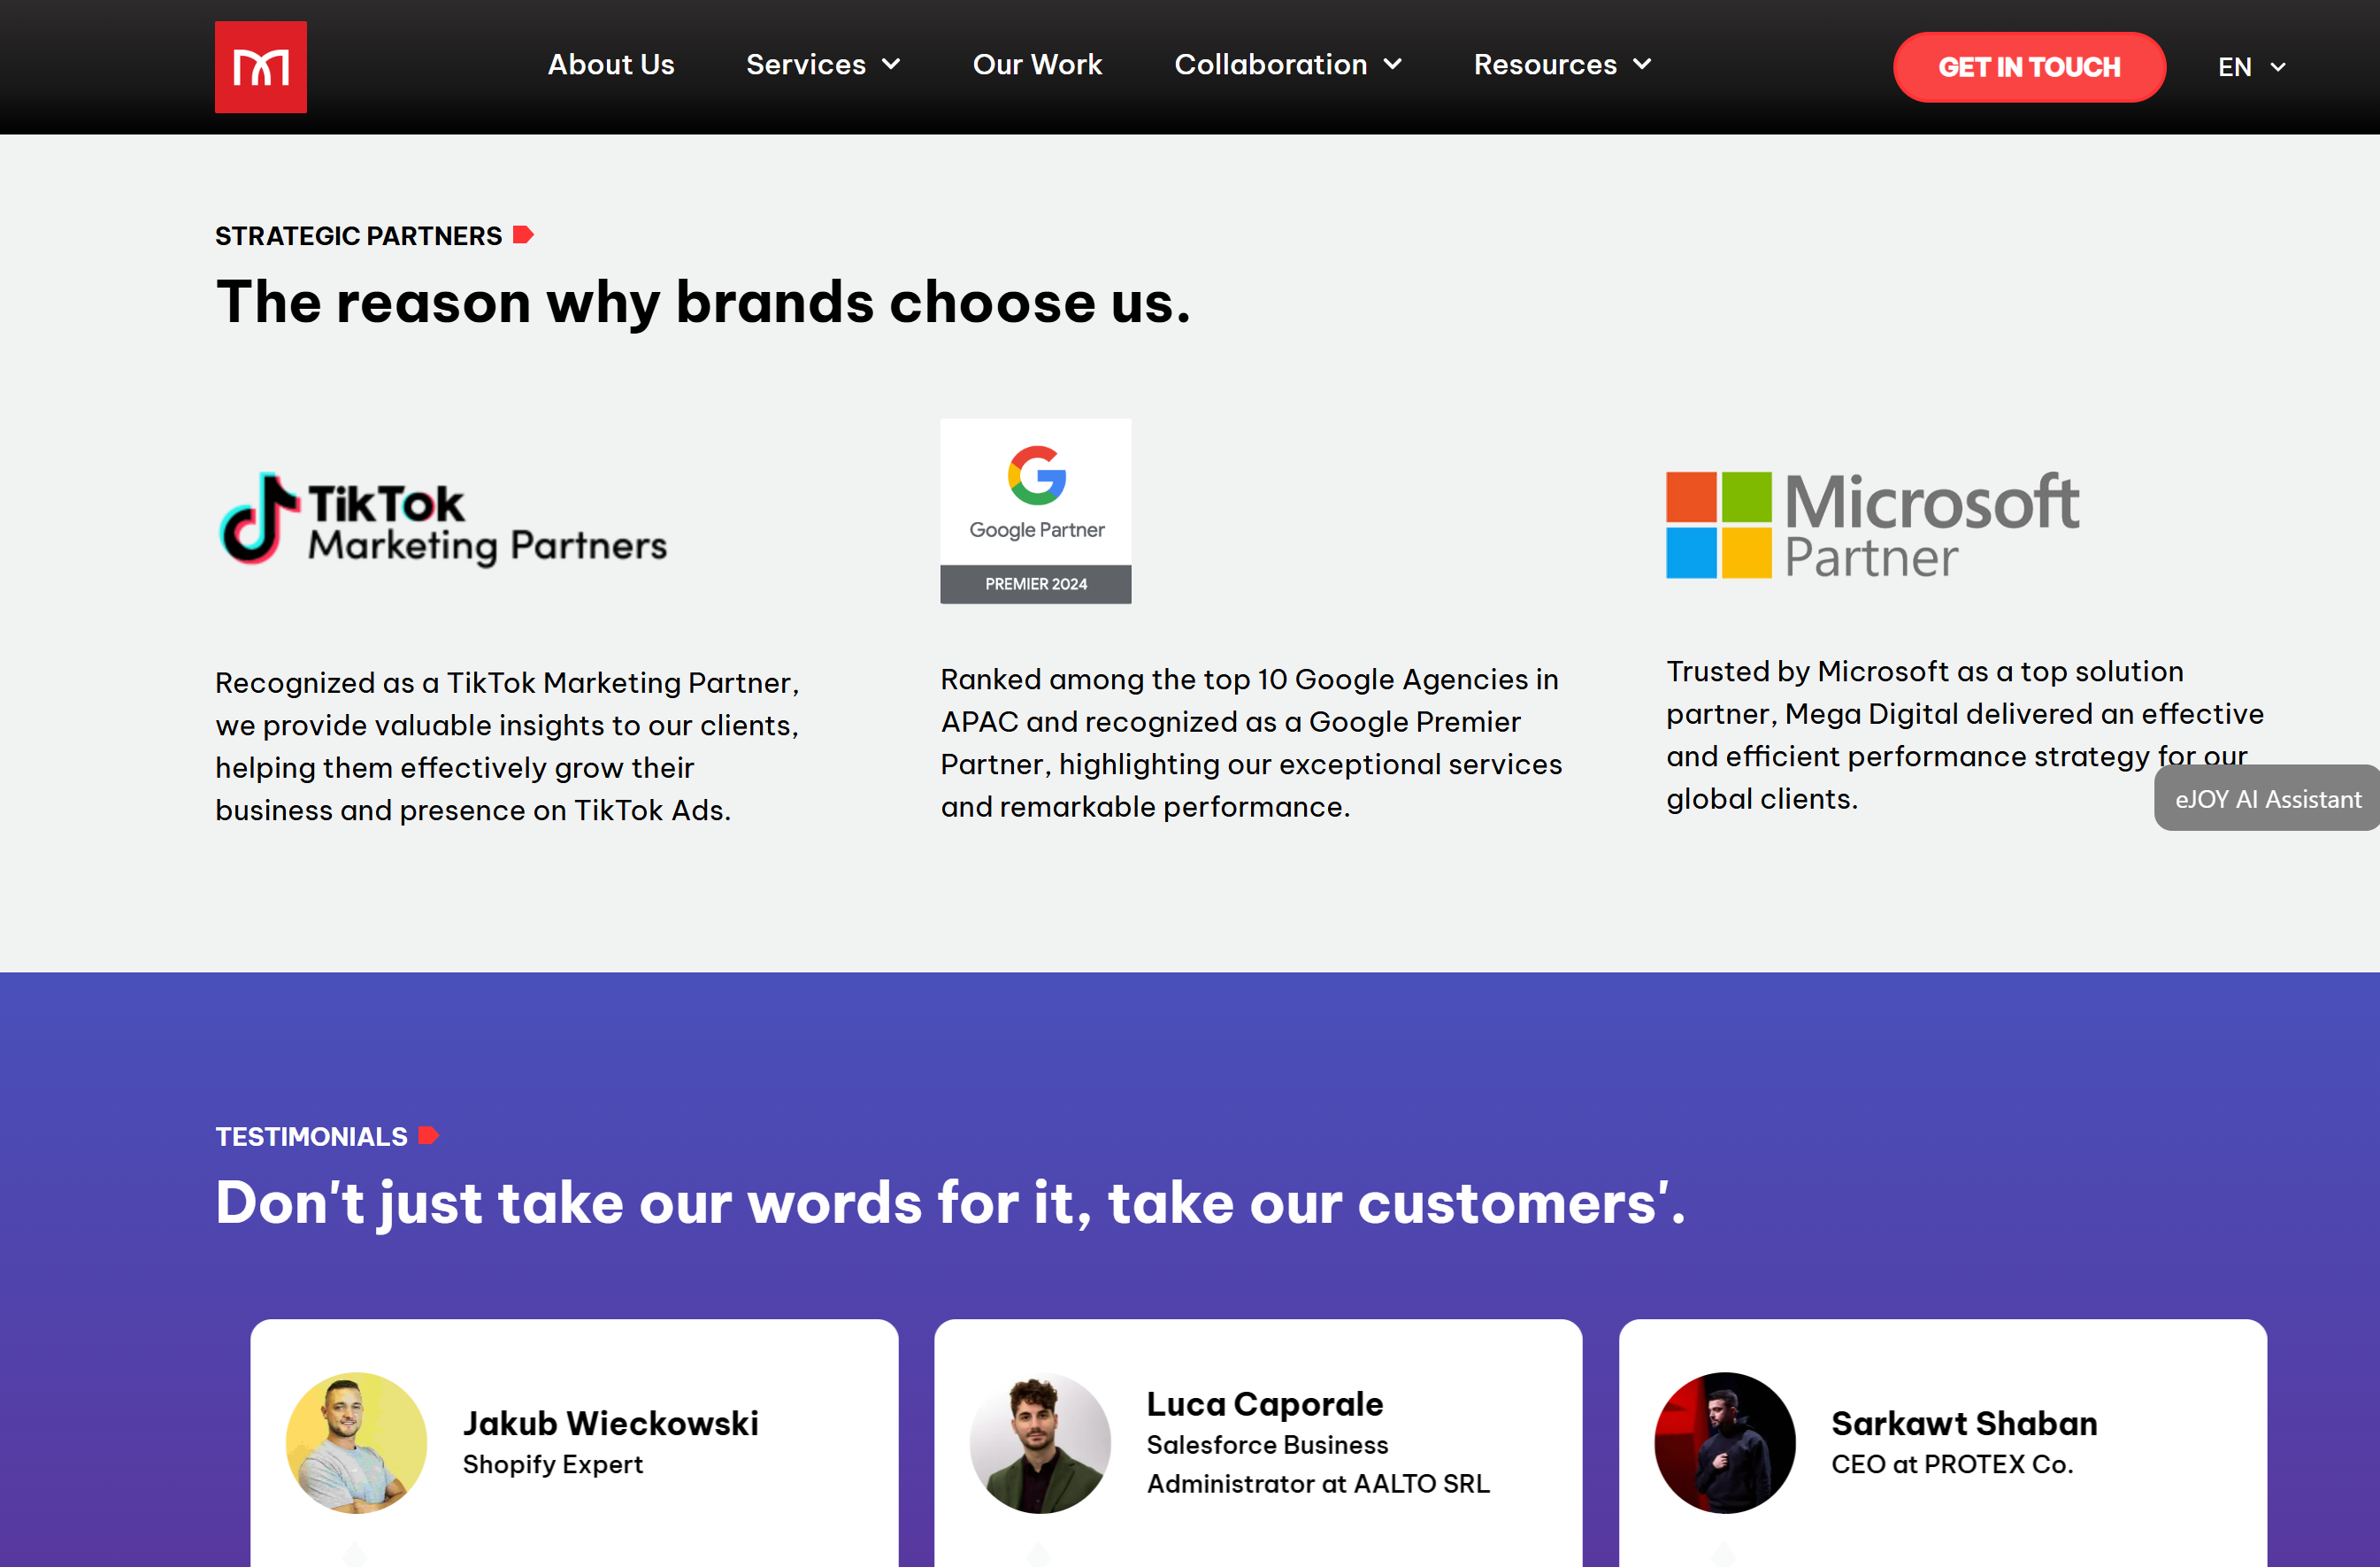 About Us
Services
Our Work
Collaboration
Resources
GET IN TOUCH
EN
STRATEGIC PARTNERS
The reason why brands choose us.
TikTok
Marketing Partners
Recognized as a TikTok Marketing Partner,
we provide valuable insights to our clients,
helping them effectively grow their
business and presence on TikTok Ads.
Google Partner
PREMIER 2024
Ranked among the top 10 Google Agencies in
APAC and recognized as a Google Premier
Partner, highlighting our exceptional services
and remarkable performance.
Microsoft
Partner
Trusted by Microsoft as a top solution
partner, Mega Digital delivered an effective
and efficient performance strategy for our
global clients.
eJOY AI Assistant
TESTIMONIALS
Don't just take our words for it, take our customers'.
Jakub Wieckowski
Shopify Expert
Luca Caporale
Salesforce Business
Administrator at AALTO SRL
Sarkawt Shaban
CEO at PROTEX Co.